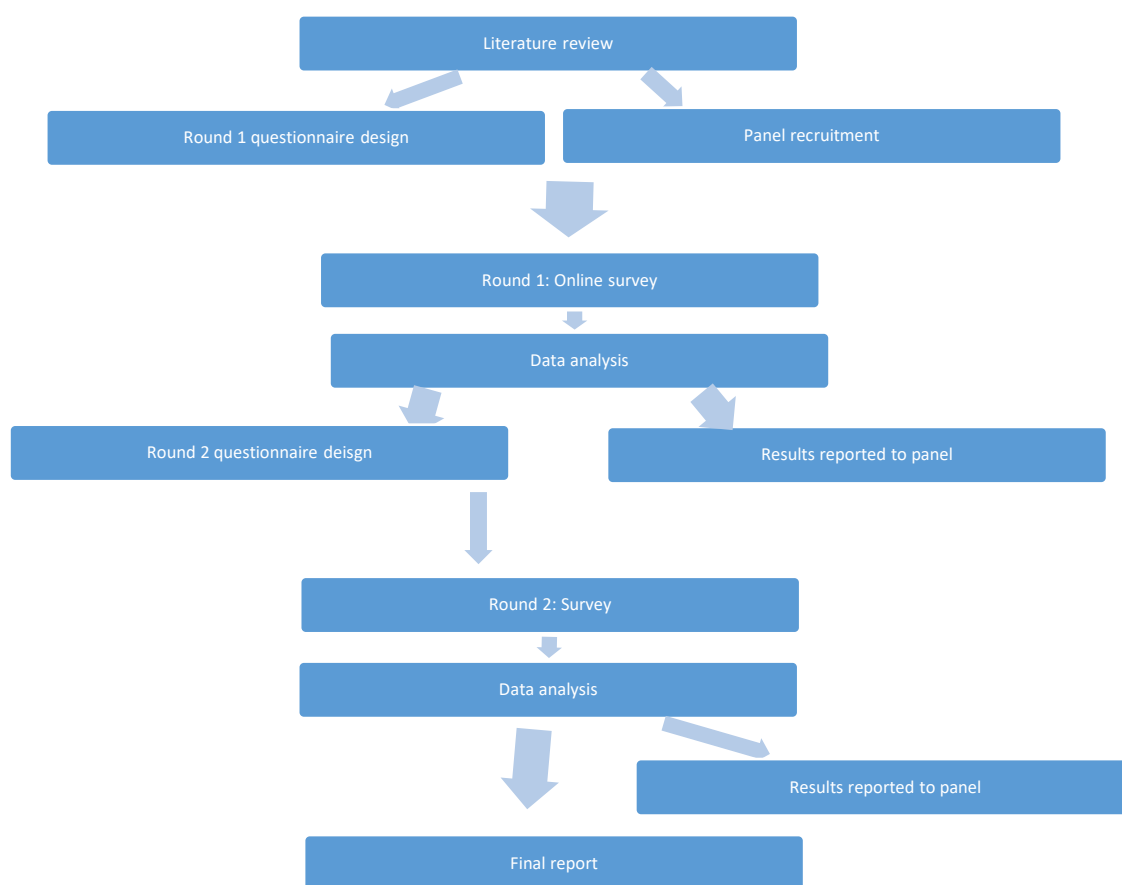 Literature review
Round 1 questionnaire design
Panel recruitment
Round 1: Online survey
Data analysis
Round 2 questionnaire deisgn
Results reported to panel
Round 2: Survey
Data analysis
Results reported to panel
Final report